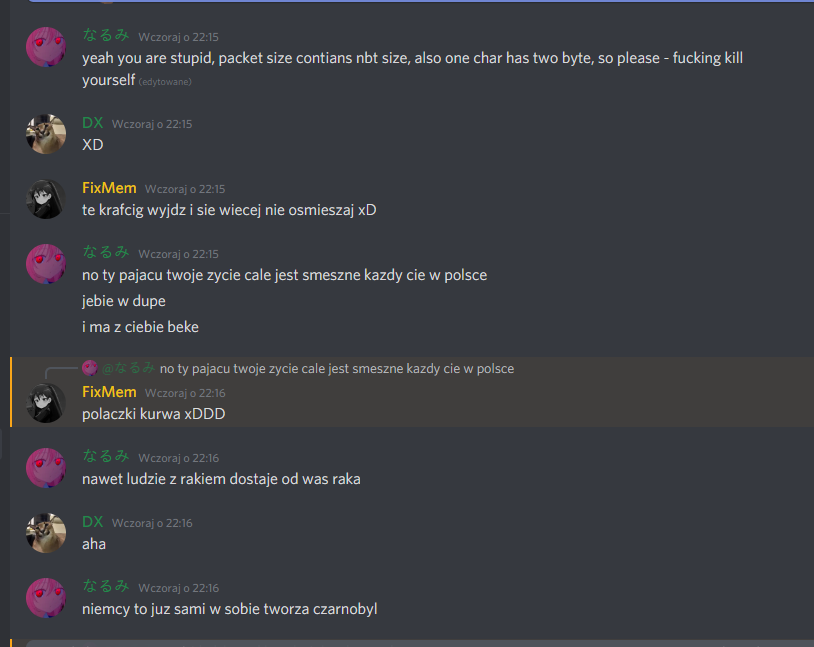 なるみ Wczoraj o 22:15
yeah you are stupid, packet size contians nbt size, also one char has two byte, so please - fucking kill
yourself (edytowane)
DX Wczoraj o 22:15
XD
FixMem Wczoraj o 22:15
te krafcig wyjdz i sie wiecej nie osmieszaj xD
なるみ Wczoraj o 22:15
no ty pajacu twoje zycie cale jest smeszne kazdy cie w polsce
jebie w dupe
i ma z ciebie beke
@なるみ no ty pajacu twoje zycie cale jest smeszne kazdy cie w polsce
FixMem Wczoraj o 22:16
polaczki kurwa xDDD
なるみ Wczoraj o 22:16
nawet ludzie z rakiem dostaje od was raka
DX Wczoraj o 22:16
aha
なるみ Wczoraj o 22:16
niemcy to juz sami w sobie tworza czarnobyl